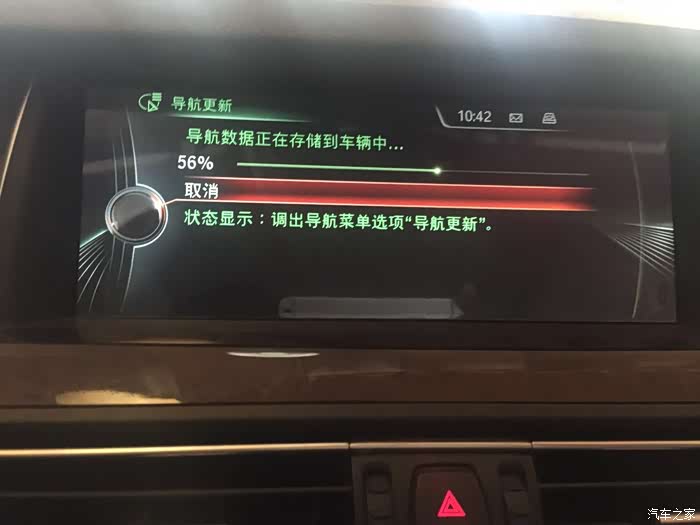 导航更新
10:42
导航数据正在存储到车辆中...
56%
取消
状态显示：调出导航菜单选项“导航更新”。
汽车之家